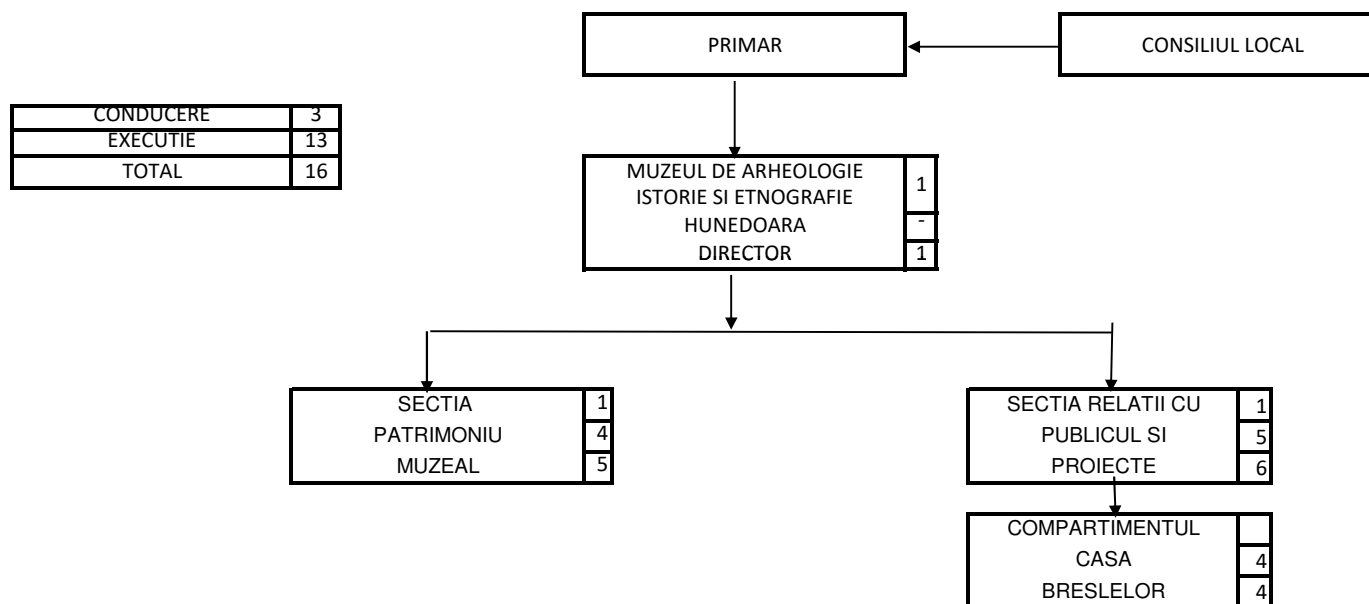 PRIMAR
CONSILIUL LOCAL
CONDUCERE 3
EXECUTIE 13
TOTAL 16
MUZEUL DE ARHEOLOGIE
ISTORIE SI ETNOGRAFIE 1
HUNEDOARA -
DIRECTOR 1
SECTIA 1
PATRIMONIU 4
MUZEAL 5
SECTIA RELATII CU 1
PUBLICUL SI 5
PROIECTE 6
COMPARTIMENTUL
CASA 4
BRESLELOR 4